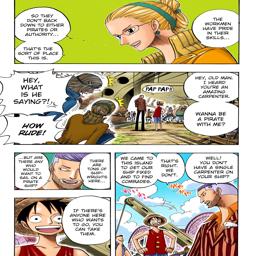 THE
WORKMEN
HAVE PRIDE
IN THEIR
SKILLS...
SO THEY
DON'T BACK
DOWN TO EITHER
PIRATES OR
AUTHORITY...
THAT'S THE
SORT OF PLACE
THIS IS.
HEY, OLD MAN.
I HEARD
YOU'RE AN
AMAZING
CARPENTER.
WANNA
BE A PIRATE
WITH ME?
PAF PAF!
HEY,
WHAT
IS HE
SAYING?!
HOW
RUDE!
WELL!
YOU DON'T
HAVE A SINGLE
CARPENTER ON
YOUR SHIP!?
THAT'S
RIGHT.
WE
DON'T.
WE CAME TO
THIS ISLAND
TO GET OUR
SHIP FIXED
AND TO FIND
COMRADES.
THERE
ARE TONS
OF SHIP
WRIGHTS
HERE...
...BUT ARE
THERE ANY
WHO WOULD
WANT TO
SAIL ON A
PIRATE
SHIP?
IF THERE'S
ANYONE HERE
WHO WANTS
TO GO, YOU
CAN TAKE
THEM.